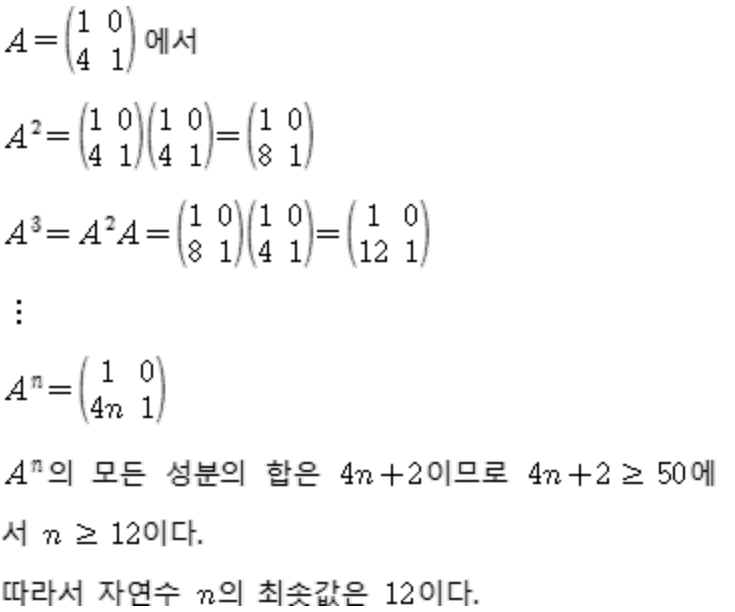 A = (1 0
4 1) 에서
A² = (1 0
4 1)(1 0
4 1) = (1 0
8 1)
A³ = A²A = (1 0
8 1)(1 0
4 1) = (1 0
12 1)
⋮
Aⁿ = (1 0
4n 1)
Aⁿ의 모든 성분의 합은 4n+2이므로 4n+2 ≥ 50에
서 n ≥ 12이다.
따라서 자연수 n의 최솟값은 12이다.